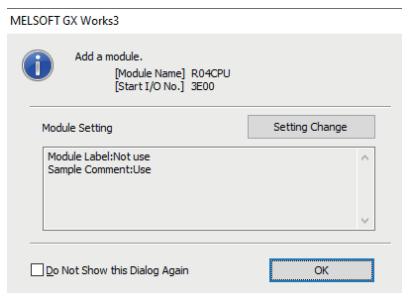 MELSOFT GX Works3
Add a module.
[Module Name] R04CPU
[Start I/O No.] 3E00
Module Setting
Setting Change
Module Label:Not use
Sample Comment:Use
Do Not Show this Dialog Again
OK